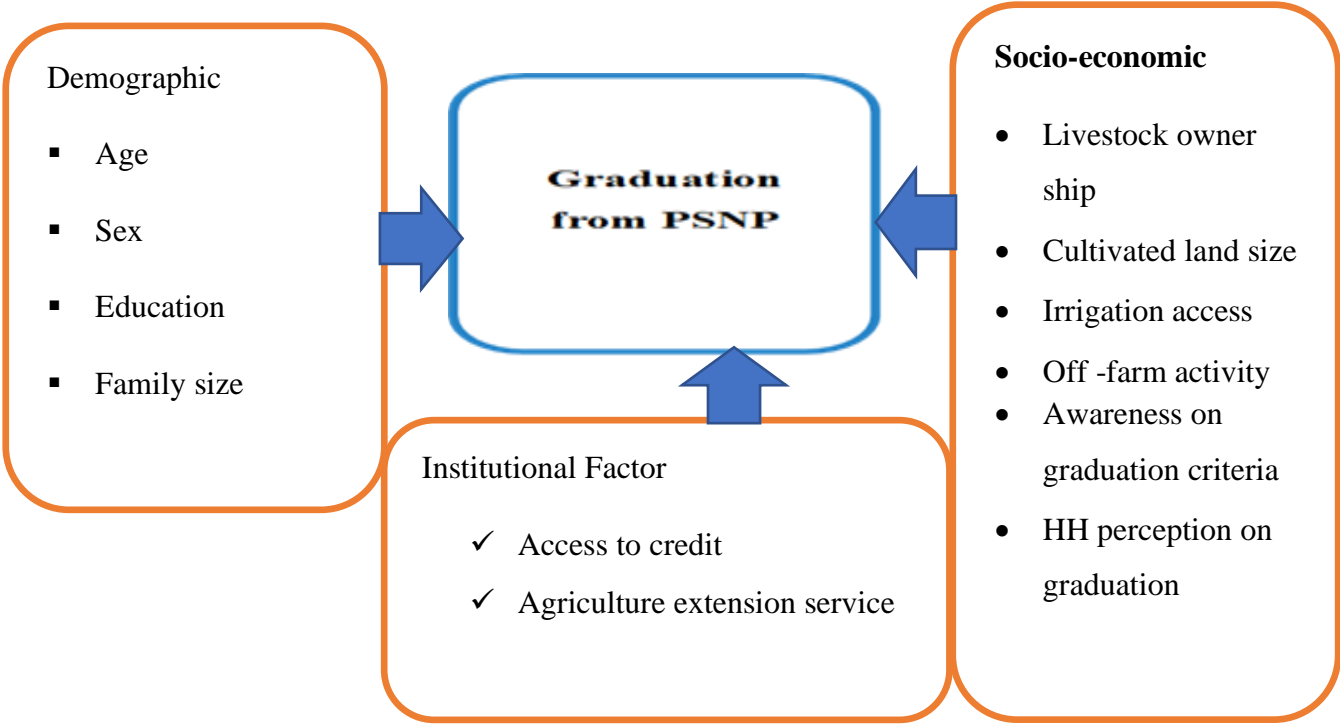 Demographic
▪ Age
▪ Sex
▪ Education
▪ Family size
Graduation
from PSNP
Socio-economic
• Livestock owner
ship
• Cultivated land size
• Irrigation access
• Off -farm activity
• Awareness on
graduation criteria
• HH perception on
graduation
Institutional Factor
✓ Access to credit
✓ Agriculture extension service